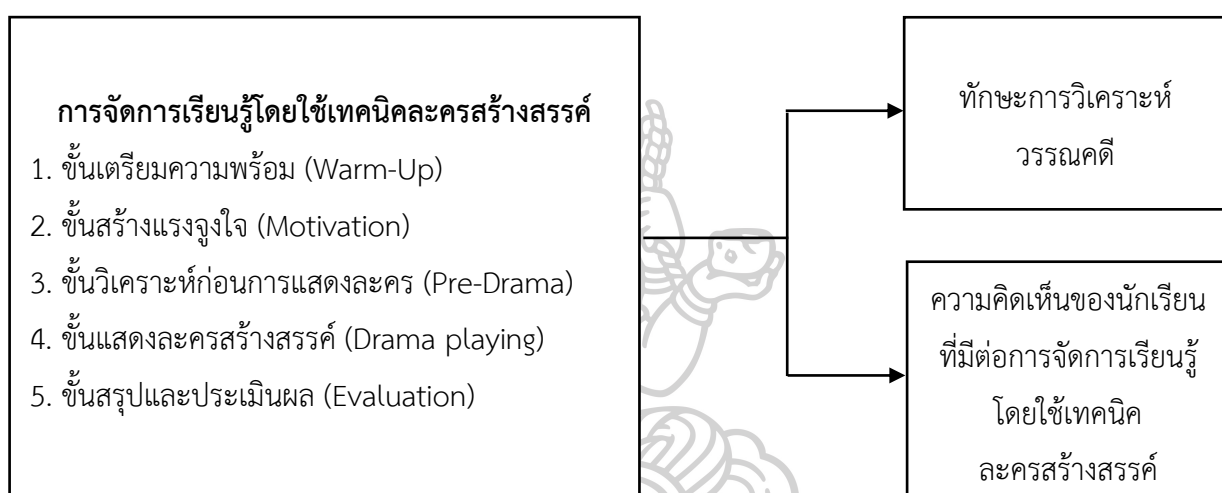 การจัดการเรียนรู้โดยใช้เทคนิคละครสร้างสรรค์
1. ขั้นเตรียมความพร้อม (Warm-Up)
2. ขั้นสร้างแรงจูงใจ (Motivation)
3. ขั้นวิเคราะห์ก่อนการแสดงละคร (Pre-Drama)
4. ขั้นแสดงละครสร้างสรรค์ (Drama playing)
5. ขั้นสรุปและประเมินผล (Evaluation)
ทักษะการวิเคราะห์
วรรณคดี
ความคิดเห็นของนักเรียน
ที่มีต่อการจัดการเรียนรู้
โดยใช้เทคนิค
ละครสร้างสรรค์